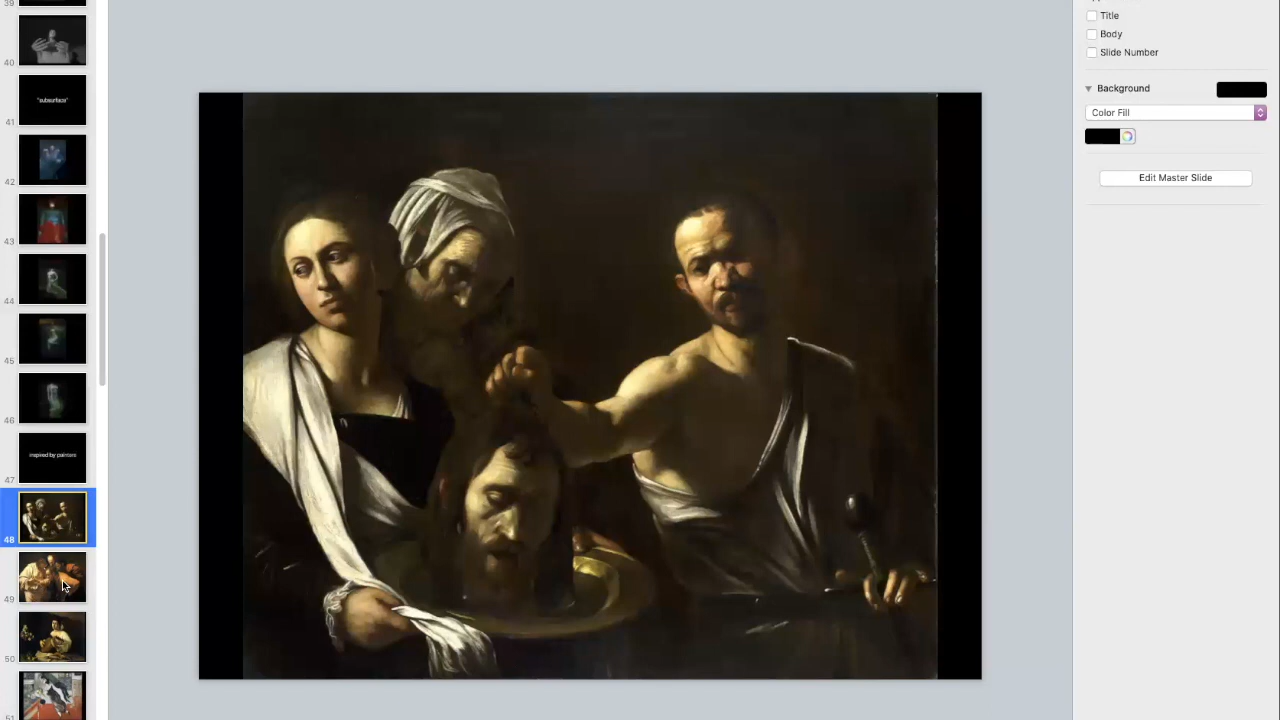 39
40
"subsurface"
41
42
43
44
45
46
inspired by painters
47
48
49
50
51
Title
Body
Slide Number
Background
Color Fill
Edit Master Slide